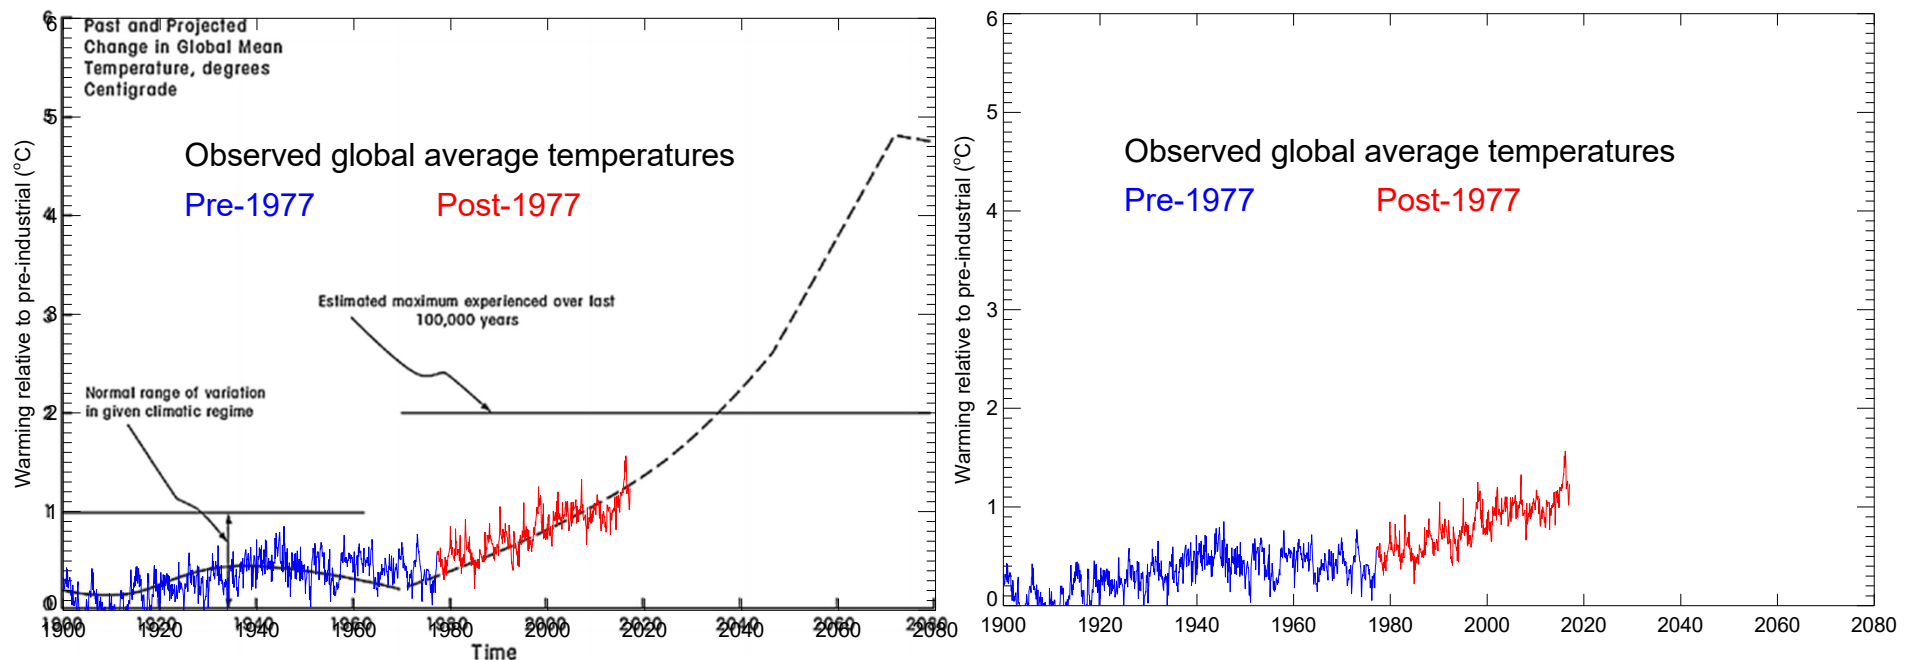 Past and Projected
Change in Global Mean
Temperature, degrees
Centigrade
Observed global average temperatures
Pre-1977 Post-1977
Estimated maximum experienced over last
100,000 years
Normal range of variation
in given climatic regime
Warming relative to pre-industrial (°C)
6
5
4
3
2
1
0
1900 1920 1940 1960 1980 2000 2020 2040 2060 2080
Time
Observed global average temperatures
Pre-1977 Post-1977
Warming relative to pre-industrial (°C)
6
5
4
3
2
1
0
1900 1920 1940 1960 1980 2000 2020 2040 2060 2080